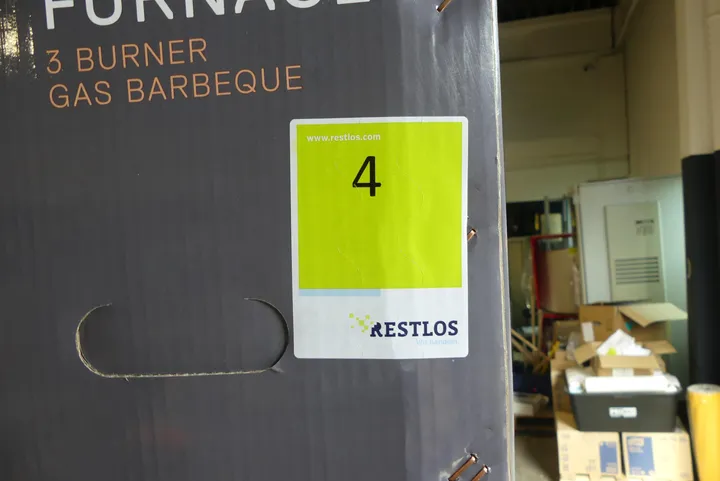 FURNACE
3 BURNER
GAS BARBEQUE
www.restlos.com
4
RESTLOS